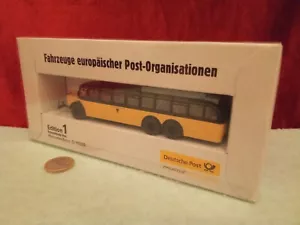 Fahrzeuge europäischer Post-Organisationen
Edition 1
Deutsche Post